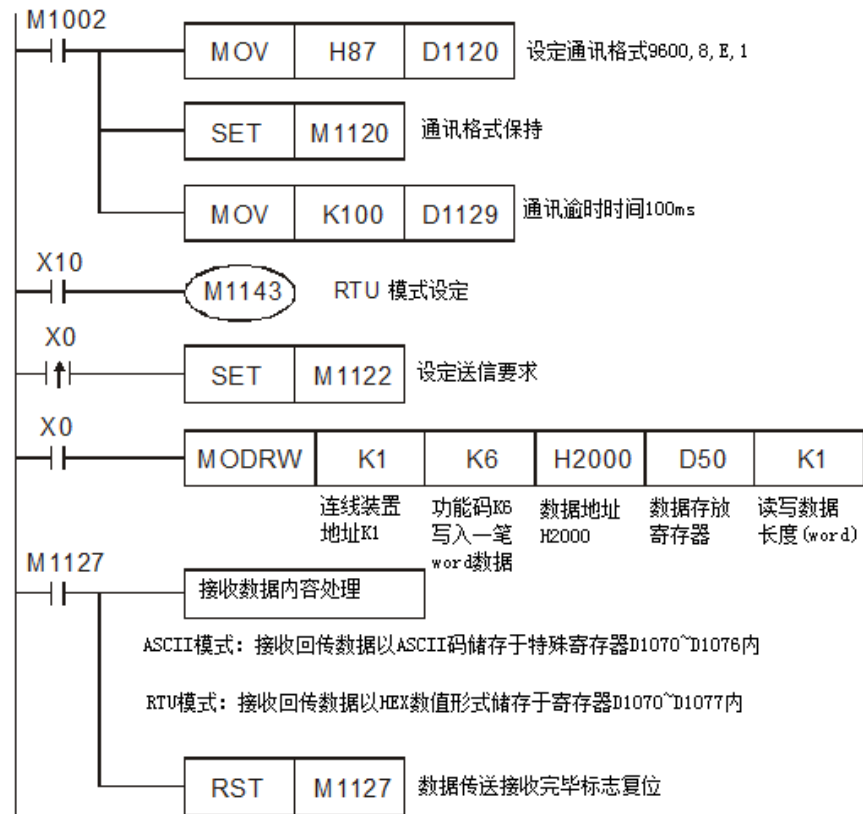 M1002
MOV H87 D1120 设定通讯格式9600,8,E,1
SET M1120 通讯格式保持
MOV K100 D1129 通讯逾时时间100ms
X10
M1143 RTU 模式设定
X0
SET M1122 设定送信要求
X0
MODRW K1 K6 H2000 D50 K1
连线装置 功能码K6 数据地址 数据存放 读写数据
地址K1 写入一笔 H2000 寄存器 长度(word)
word数据
M1127
接收数据内容处理
ASCII模式：接收回传数据以ASCII码储存于特殊寄存器D1070~D1076内
RTU模式：接收回传数据以HEX数值形式储存于寄存器D1070~D1077内
RST M1127 数据传送接收完毕标志复位